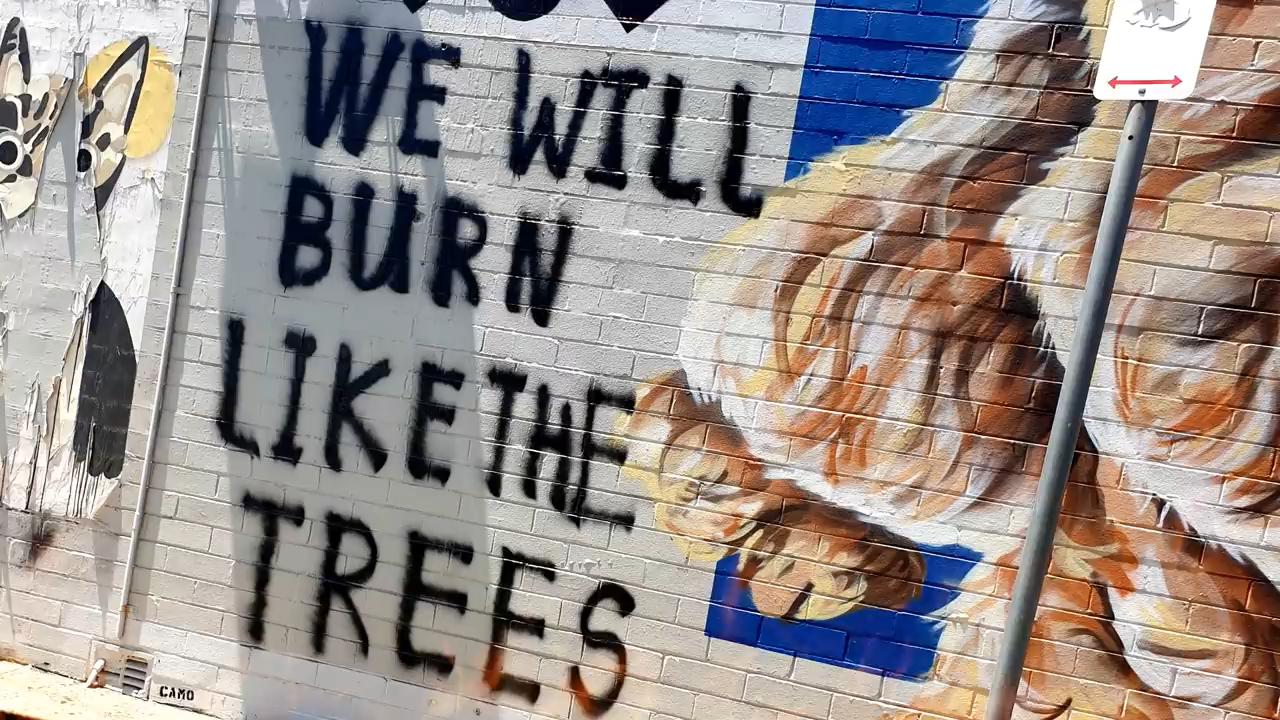 WE WILL
BURN
LIKE THE
TREES
CAMO